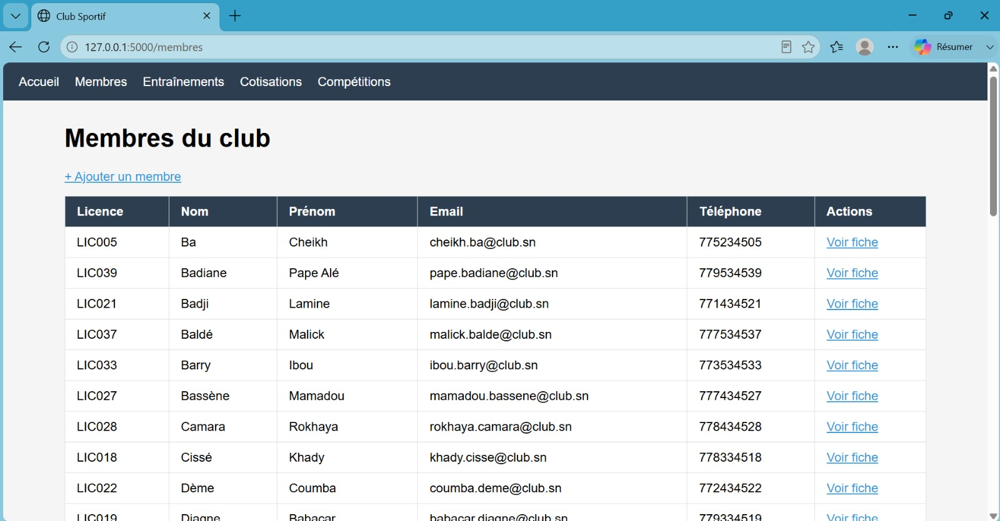 Club Sportif
127.0.0.1:5000/membres
Résumer
Accueil Membres Entraînements Cotisations Compétitions
Membres du club
+ Ajouter un membre
Licence Nom Prénom Email Téléphone Actions
LIC005 Ba Cheikh cheikh.ba@club.sn 775234505 Voir fiche
LIC039 Badiane Pape Alé pape.badiane@club.sn 779534539 Voir fiche
LIC021 Badji Lamine lamine.badji@club.sn 771434521 Voir fiche
LIC037 Baldé Malick malick.balde@club.sn 777534537 Voir fiche
LIC033 Barry Ibou ibou.barry@club.sn 773534533 Voir fiche
LIC027 Bassène Mamadou mamadou.bassene@club.sn 777434527 Voir fiche
LIC028 Camara Rokhaya rokhaya.camara@club.sn 778434528 Voir fiche
LIC018 Cissé Khady khady.cisse@club.sn 778334518 Voir fiche
LIC022 Dème Coumba coumba.deme@club.sn 772434522 Voir fiche
LIC019 Diagne Babacar babacar.diagne@club.sn 779334519 Voir fiche